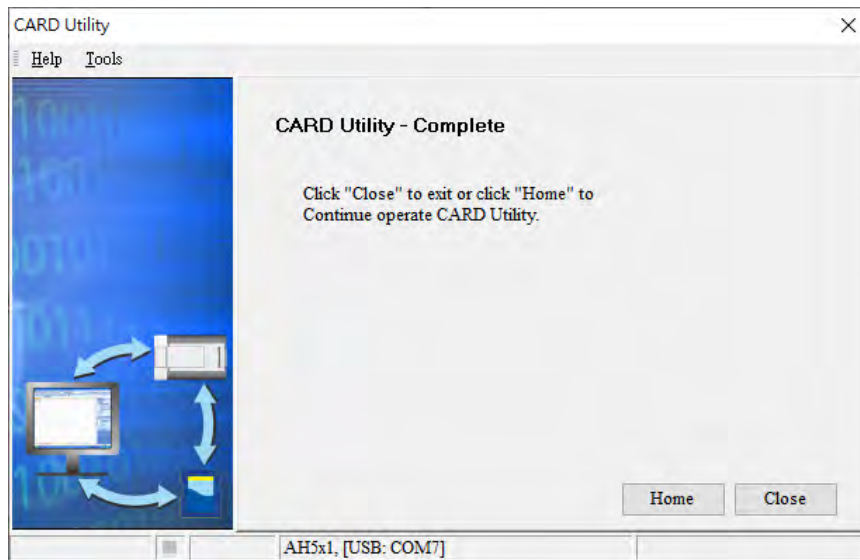 CARD Utility
Help Tools
CARD Utility - Complete
Click "Close" to exit or click "Home" to
Continue operate CARD Utility.
Home Close
AH5x1, [USB: COM7]